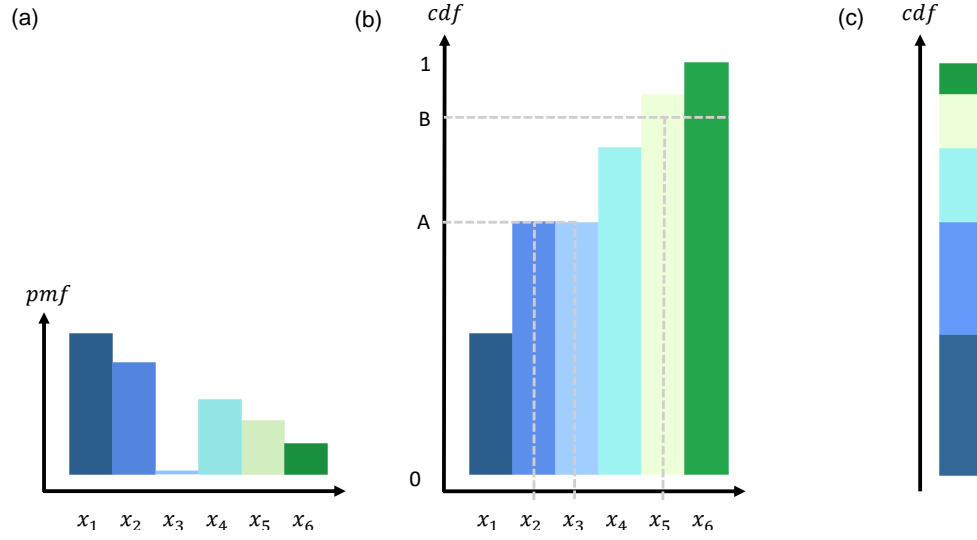 (a)
pmf
x₁ x₂ x₃ x₄ x₅ x₆
(b)
cdf
1
B
A
0
x₁ x₂ x₃ x₄ x₅ x₆
(c)
cdf